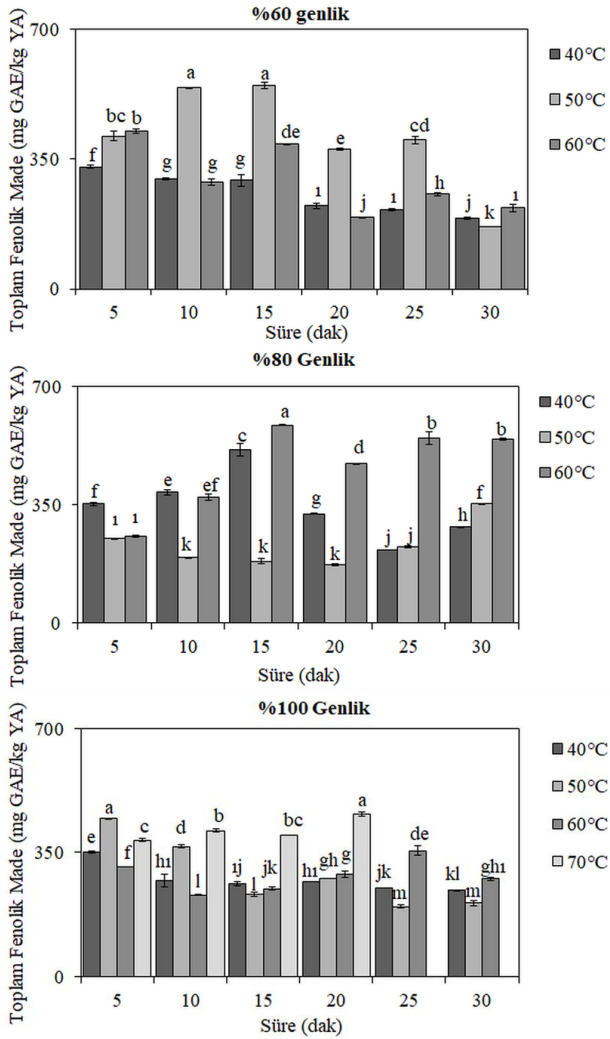 %60 genlik
Toplam Fenolik Made (mg GAE/kg YA)
700
350
0
f bc b
g a g
g a de
ı e j
ı cd h
j k ı
5 10 15 20 25 30
Süre (dak)
40°C
50°C
60°C
%80 Genlik
Toplam Fenolik Made (mg GAE/kg YA)
700
350
0
f ı ı
e k ef
c k a
g k d
j j b
h f b
5 10 15 20 25 30
Süre (dak)
40°C
50°C
60°C
%100 Genlik
Toplam Fenolik Made (mg GAE/kg YA)
700
350
0
e a f c
hı d l b
ıj l jk bc
hı gh g a
jk m de
kl m ghı
5 10 15 20 25 30
Süre (dak)
40°C
50°C
60°C
70°C